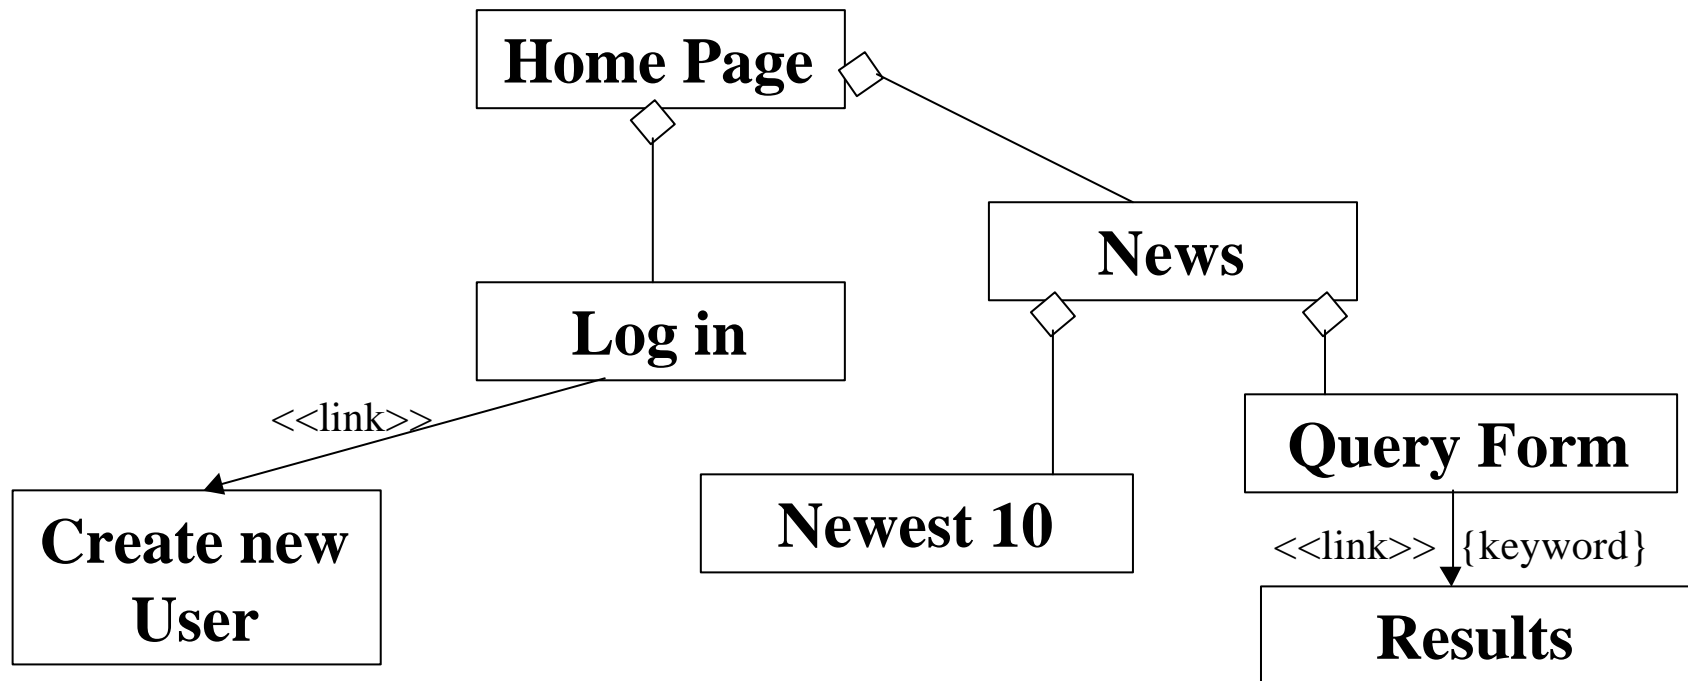 Home Page
News
Log in
<<link>>
Query Form
Create new
User
Newest 10
<<link>> {keyword}
Results